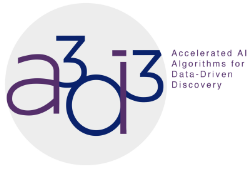 a3d3
Accelerated AI
Algorithms for
Data-Driven
Discovery